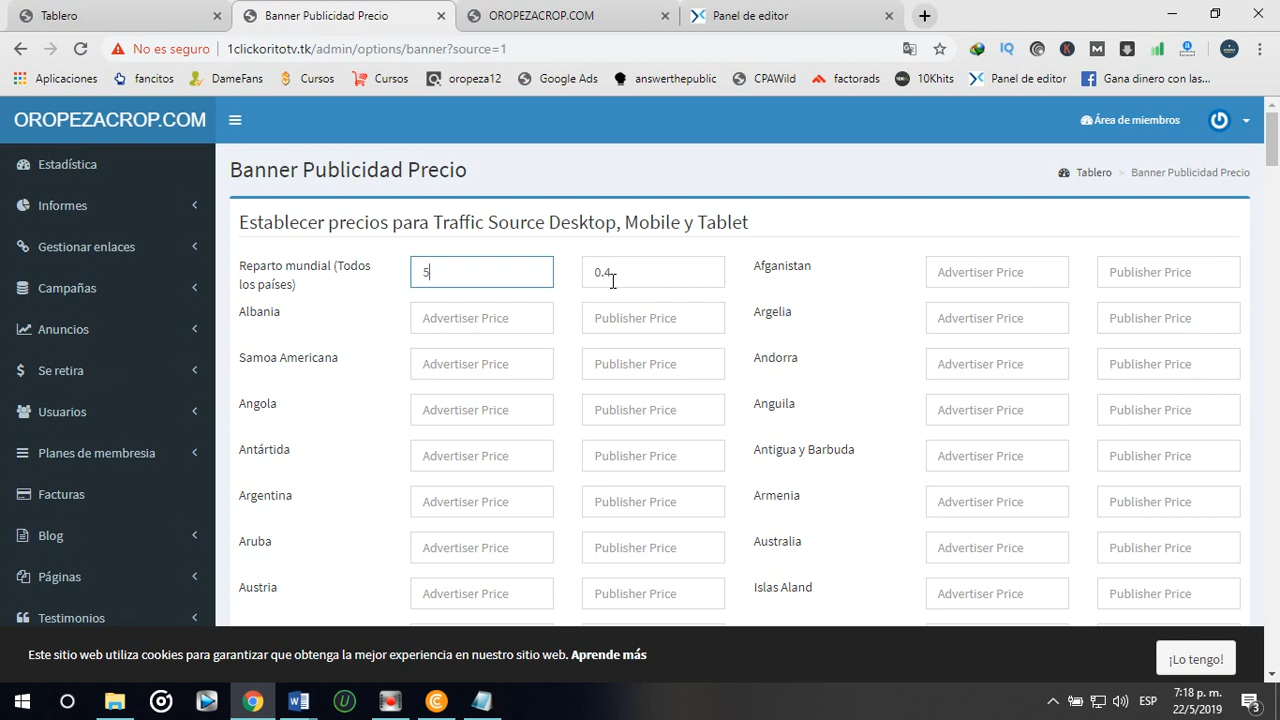 Tablero
Banner Publicidad Precio
OROPEZACROP.COM
Panel de editor
No es seguro
1clickoritotv.tk/admin/options/banner?source=1
Aplicaciones
fancitos
DameFans
Cursos
Cursos
oropeza12
Google Ads
answerthepublic
CPAWild
factorads
10Khits
Panel de editor
Gana dinero con las...
OROPEZACROP.COM
Área de miembros
Estadística
Informes
Gestionar enlaces
Campañas
Anuncios
Se retira
Usuarios
Planes de membresia
Facturas
Blog
Páginas
Testimonios
Banner Publicidad Precio
Tablero > Banner Publicidad Precio
Establecer precios para Traffic Source Desktop, Mobile y Tablet
Reparto mundial (Todos
los países)
5
0.4
Afganistan
Advertiser Price
Publisher Price
Albania
Advertiser Price
Publisher Price
Argelia
Advertiser Price
Publisher Price
Samoa Americana
Advertiser Price
Publisher Price
Andorra
Advertiser Price
Publisher Price
Angola
Advertiser Price
Publisher Price
Anguila
Advertiser Price
Publisher Price
Antártida
Advertiser Price
Publisher Price
Antigua y Barbuda
Advertiser Price
Publisher Price
Argentina
Advertiser Price
Publisher Price
Armenia
Advertiser Price
Publisher Price
Aruba
Advertiser Price
Publisher Price
Australia
Advertiser Price
Publisher Price
Austria
Advertiser Price
Publisher Price
Islas Aland
Advertiser Price
Publisher Price
Este sitio web utiliza cookies para garantizar que obtenga la mejor experiencia en nuestro sitio web. Aprende más
¡Lo tengo!
ESP
7:18 p. m.
22/5/2019
3